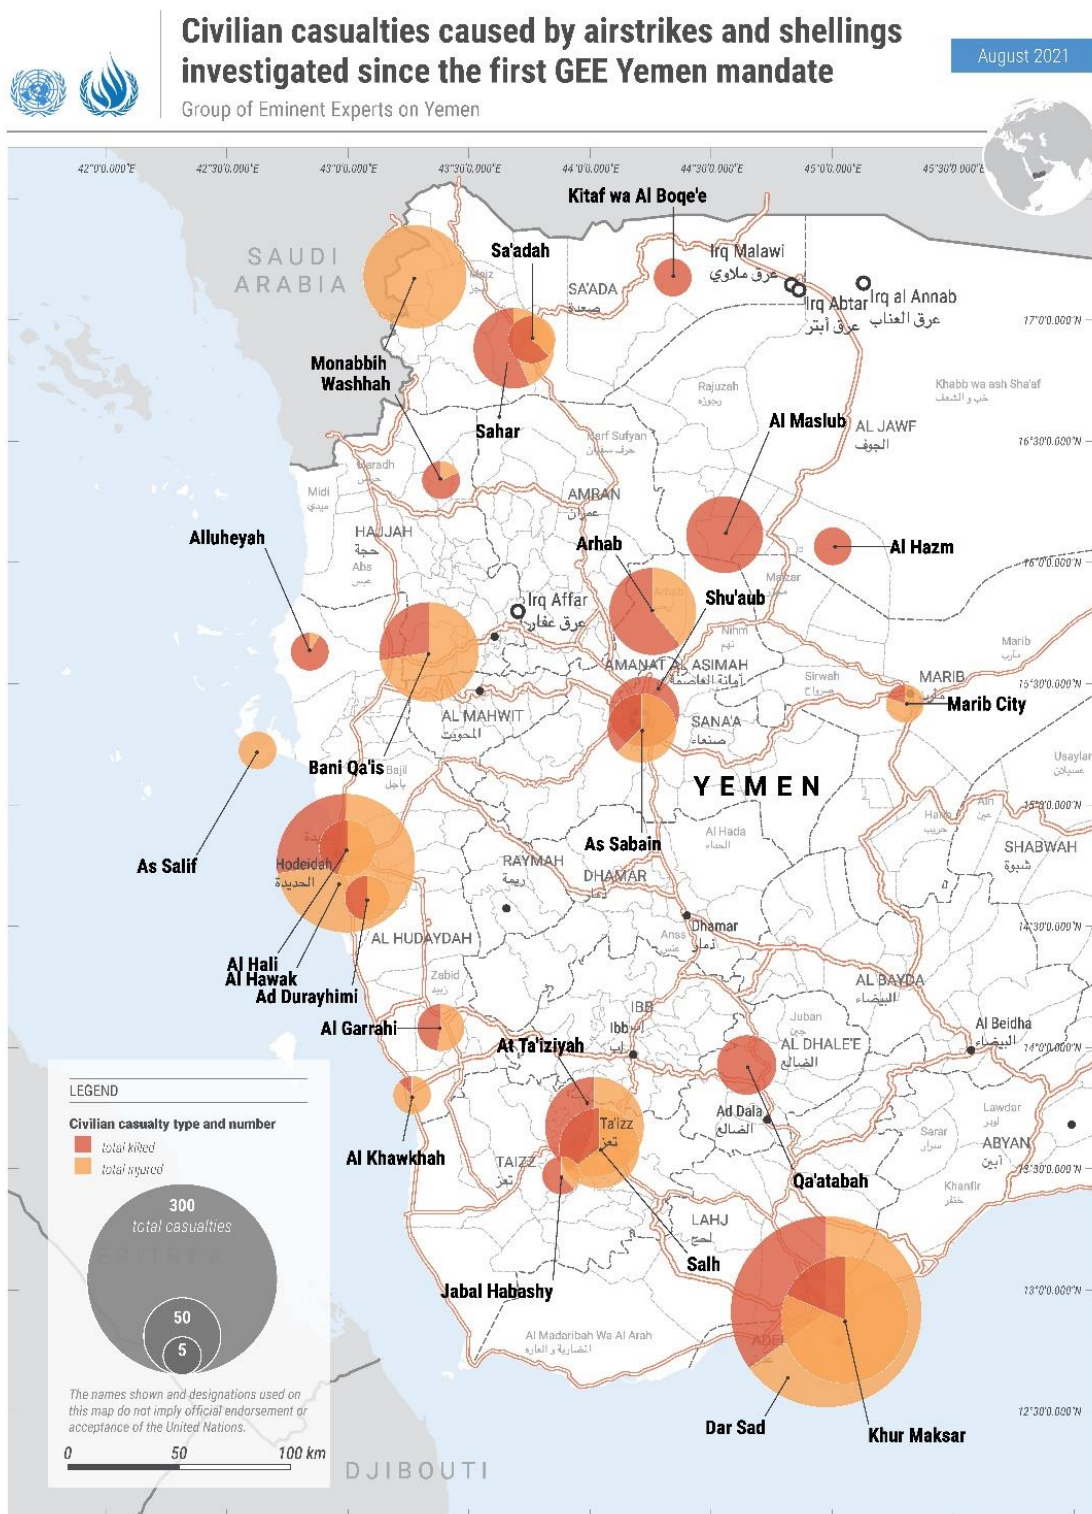 Civilian casualties caused by airstrikes and shellings
investigated since the first GEE Yemen mandate
Group of Eminent Experts on Yemen
August 2021
42°0'0.000"E
42°30'0.000"E
43°0'0.000"E
43°30'0.000"E
44°0'0.000"E
44°30'0.000"E
45°0'0.000"E
45°30'0.000"E
Kitaf wa Al Boqe'e
SAUDI
ARABIA
Sa'adah
Irq Malawi
عرق ملاوي
SA'ADA
صعدة
Irq Abtar
عرق أبتر
Irq al Annab
عرق العناب
17°0'0.000"N
Monabbih
Washhah
Rajuzah
رجوزه
Khabb wa ash Sha'af
خب و الشعف
Sahar
Al Maslub
AL JAWF
الجوف
Harf Sufyan
حرف سفيان
16°30'0.000"N
Haradh
حرض
Midi
ميدي
AMRAN
عمران
HAJJAH
حجة
Abs
عبس
Alluheyah
Arhab
Al Hazm
16°0'0.000"N
Majzar
Shu'aub
Irq Affar
عرق عفار
Arhab
Nihm
نهم
Marib
مأرب
AMANAT AL ASIMAH
أمانة العاصمة
Sirwah
صرواح
MARIB
مأرب
15°30'0.000"N
Marib City
AL MAHWIT
المحويت
SANA'A
صنعاء
Bani Qa'is
Bajil
باجل
YEMEN
Usaylan
عسيلان
15°0'0.000"N
Harib
حريب
Ain
عين
As Sabain
Al Hada
الحداء
SHABWAH
شبوة
As Salif
Hodeidah
الحديدة
RAYMAH
ريمة
DHAMAR
ذمار
Dhamar
ذمار
Anss
عنس
14°30'0.000"N
AL HUDAYDAH
Al Hali
Al Hawak
Ad Durayhimi
Zabid
زبيد
AL BAYDA
البيضاء
IBB
Ibb
إب
Juban
جبن
Al Beidha
البيضاء
Al Garrahi
At Ta'iziyah
AL DHALE'E
الضالع
14°0'0.000"N
Al Khawkhah
TAIZZ
تعز
Ta'izz
تعز
Ad Dala
الضالع
Lawdar
لودر
Sarar
سرار
ABYAN
أبين
13°30'0.000"N
Qa'atabah
Khanfir
خنفر
LAHJ
لحج
Salh
Jabal Habashy
13°0'0.000"N
Al Madaribah Wa Al Arah
المضاربة و العارة
Dar Sad
Khur Maksar
12°30'0.000"N
LEGEND
Civilian casualty type and number
total killed
total injured
300
total casualties
ERITREA
50
5
The names shown and designations used on
this map do not imply official endorsement or
acceptance of the United Nations.
0 50 100 km
DJIBOUTI